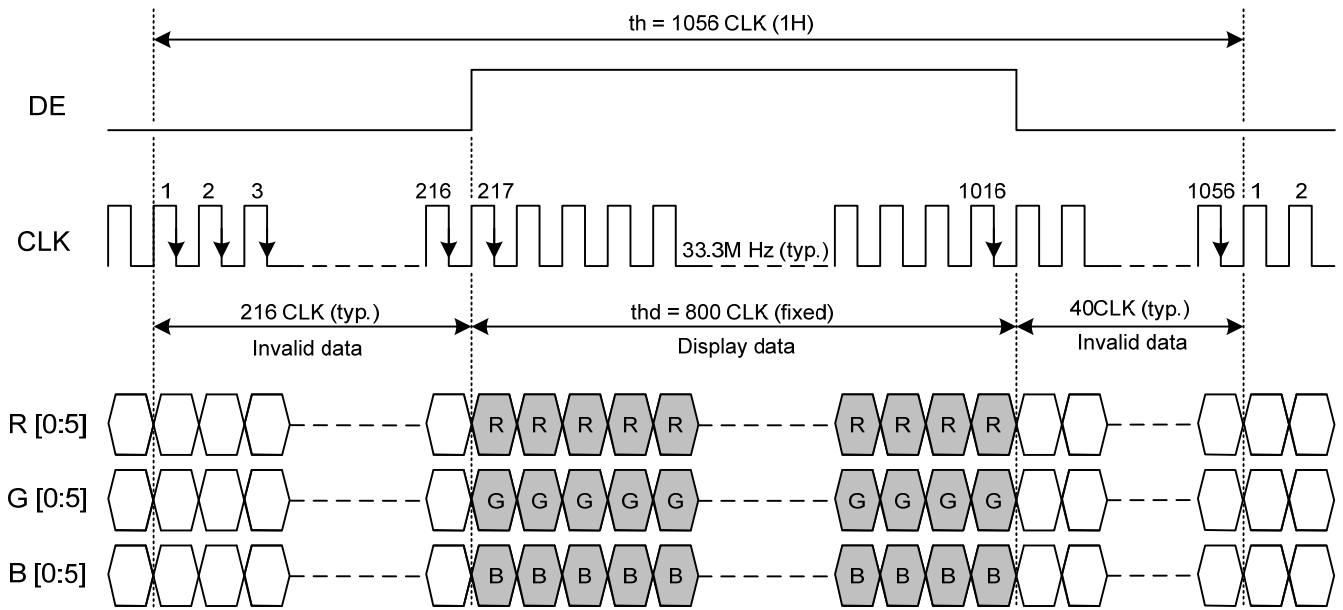 th = 1056 CLK (1H)
DE
1 2 3 216 217 1016 1056 1 2
CLK
33.3M Hz (typ.)
216 CLK (typ.) thd = 800 CLK (fixed) 40CLK (typ.)
Invalid data Display data Invalid data
R [0:5] R R R R R R R R R
G [0:5] G G G G G G G G G
B [0:5] B B B B B B B B B